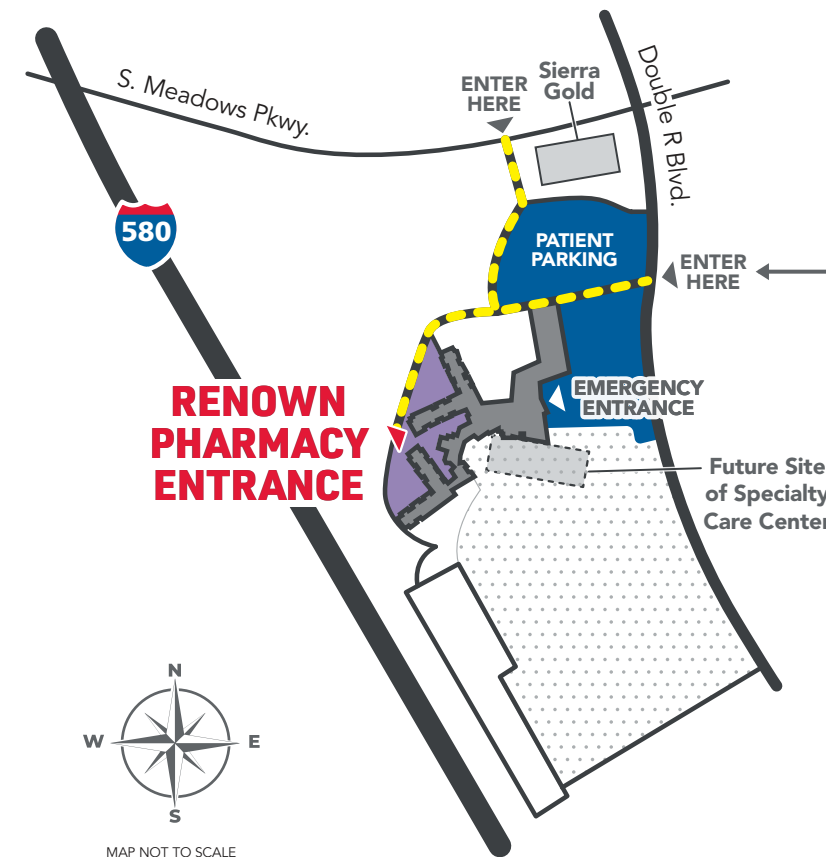 S. Meadows Pkwy.
ENTER
HERE
Sierra
Gold
Double R Blvd.
580
PATIENT
PARKING
ENTER
HERE
RENOWN
PHARMACY
ENTRANCE
EMERGENCY
ENTRANCE
Future Site
of Specialty
Care Center
N
W
E
S
MAP NOT TO SCALE